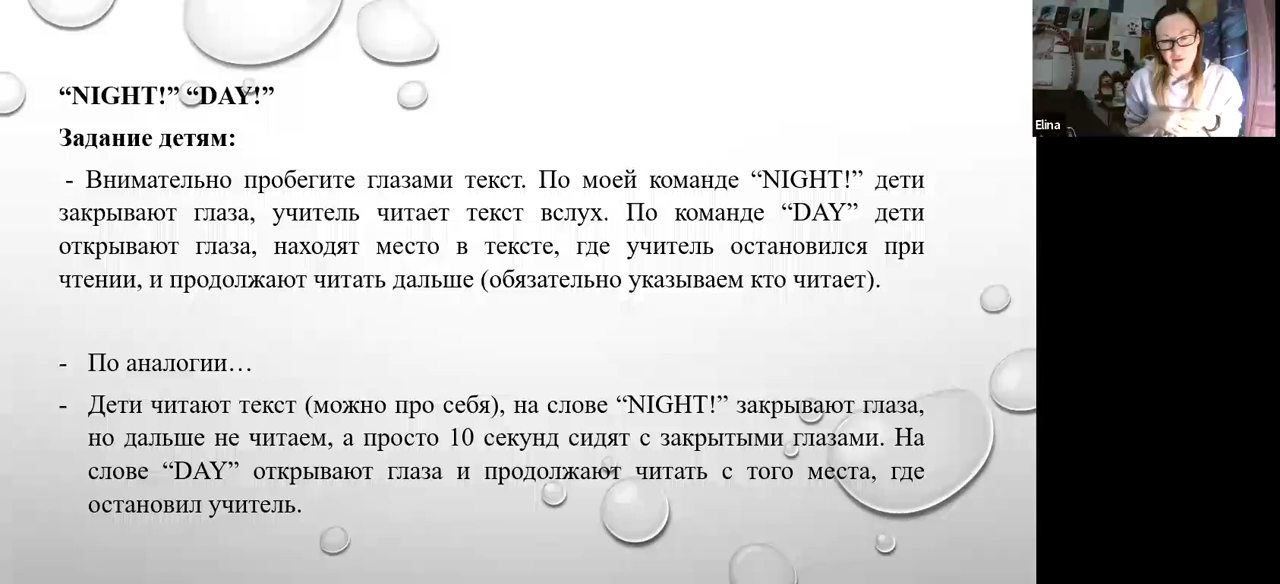 “NIGHT!” “DAY!”
Задание детям:
- Внимательно пробегите глазами текст. По моей команде “NIGHT!” дети
закрывают глаза, учитель читает текст вслух. По команде “DAY” дети
открывают глаза, находят место в тексте, где учитель остановился при
чтении, и продолжают читать дальше (обязательно указываем кто читает).
- По аналогии…
- Дети читают текст (можно про себя), на слове “NIGHT!” закрывают глаза,
но дальше не читаем, а просто 10 секунд сидят с закрытыми глазами. На
слове “DAY” открывают глаза и продолжают читать с того места, где
остановил учитель.
Elina